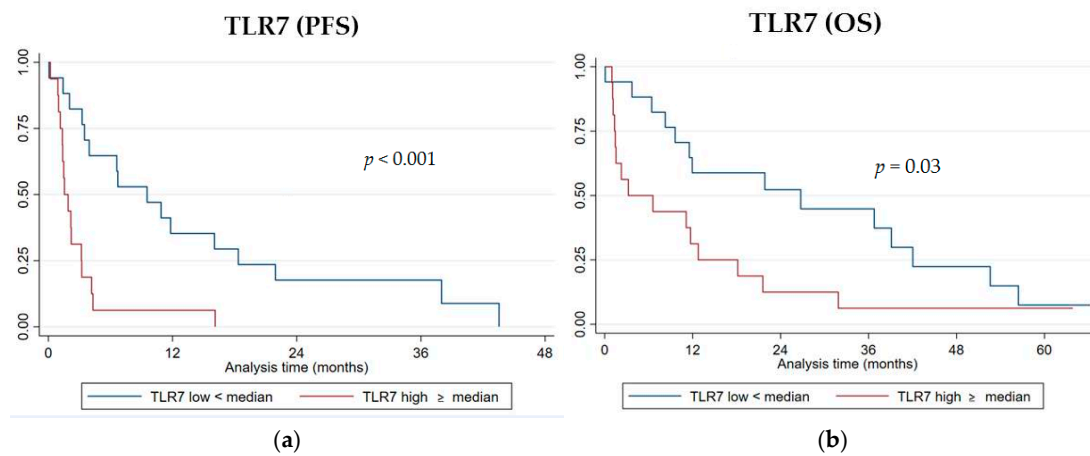 TLR7 (PFS)
1.00
0.75
0.50
0.25
0.00
p < 0.001
0 12 24 36 48
Analysis time (months)
TLR7 low < median TLR7 high ≥ median
(a)
TLR7 (OS)
1.00
0.75
0.50
0.25
0.00
p = 0.03
0 12 24 36 48 60
Analysis time (months)
TLR7 low < median TLR7 high ≥ median
(b)